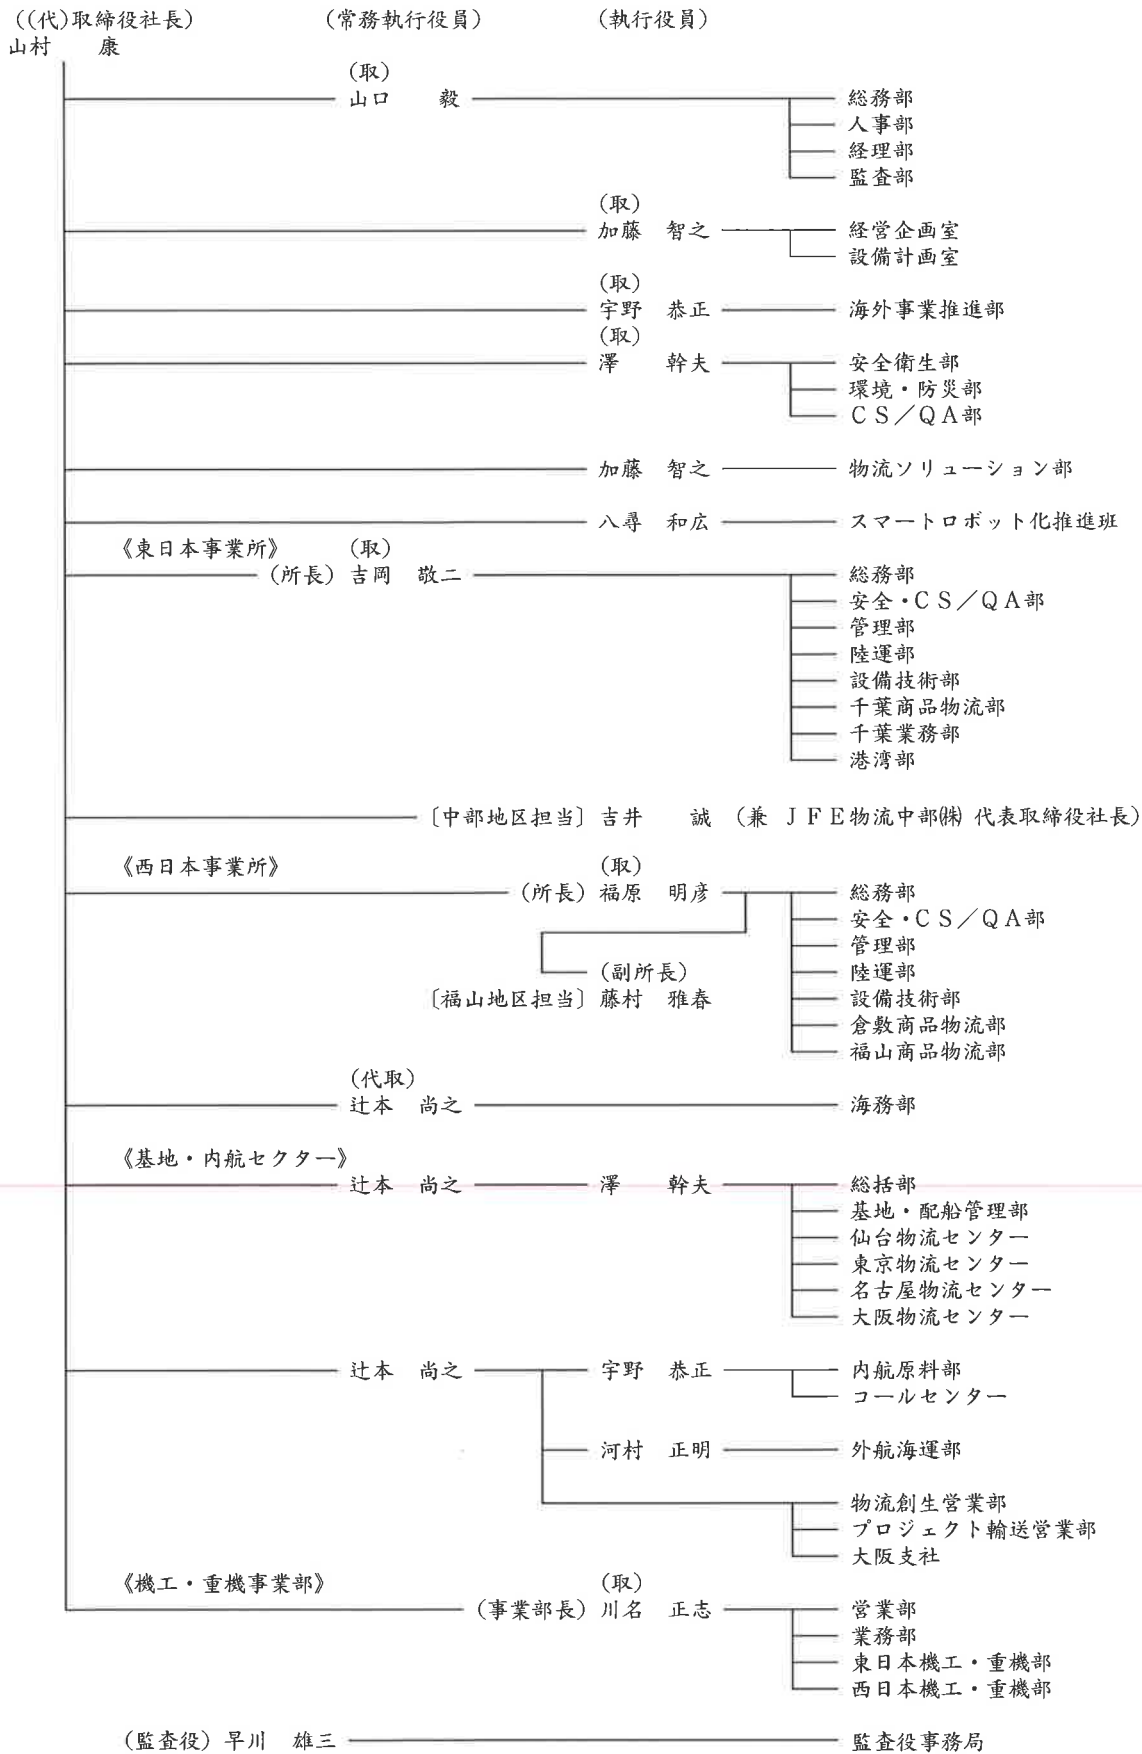 ((代)取締役社長) (常務執行役員) (執行役員)
山村 康
(取)
山口 毅 総務部
人事部
経理部
監査部
(取)
加藤 智之 経営企画室
設備計画室
(取)
宇野 恭正 海外事業推進部
(取)
澤 幹夫 安全衛生部
環境・防災部
CS/QA部
加藤 智之 物流ソリューション部
八尋 和広 スマートロボット化推進班
《東日本事業所》 (取)
(所長) 吉岡 敬二 総務部
安全・CS/QA部
管理部
陸運部
設備技術部
千葉商品物流部
千葉業務部
港湾部
〔中部地区担当〕 吉井 誠 (兼 JFE物流中部㈱ 代表取締役社長)
《西日本事業所》 (取)
(所長) 福原 明彦 総務部
安全・CS/QA部
管理部
(副所長) 陸運部
〔福山地区担当〕 藤村 雅春 設備技術部
倉敷商品物流部
福山商品物流部
(代取)
辻本 尚之 海務部
《基地・内航セクター》
辻本 尚之 澤 幹夫 総括部
基地・配船管理部
仙台物流センター
東京物流センター
名古屋物流センター
大阪物流センター
辻本 尚之 宇野 恭正 内航原料部
コールセンター
河村 正明 外航海運部
物流創生営業部
プロジェクト輸送営業部
大阪支社
《機工・重機事業部》 (取)
(事業部長) 川名 正志 営業部
業務部
東日本機工・重機部
西日本機工・重機部
(監査役) 早川 雄三 監査役事務局